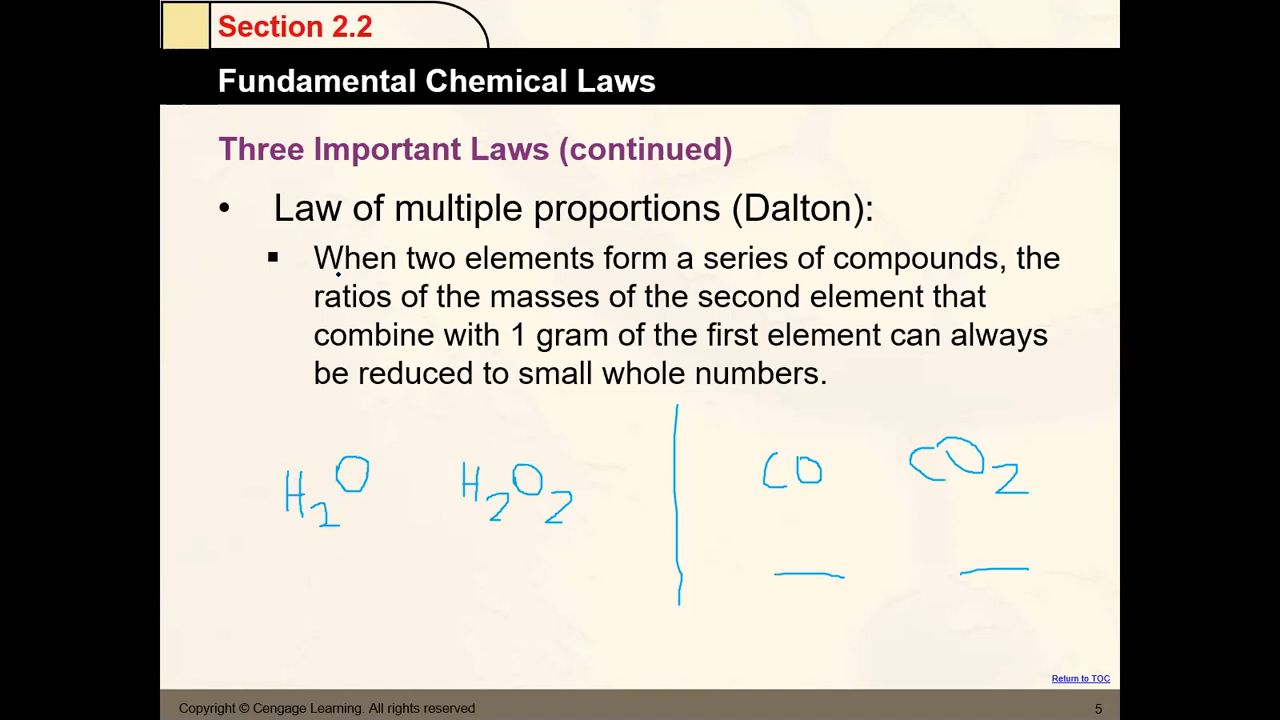 Section 2.2
Fundamental Chemical Laws
Three Important Laws (continued)
• Law of multiple proportions (Dalton):
▪ When two elements form a series of compounds, the
ratios of the masses of the second element that
combine with 1 gram of the first element can always
be reduced to small whole numbers.
H2O H2O2 CO CO2
Return to TOC
Copyright © Cengage Learning. All rights reserved 5